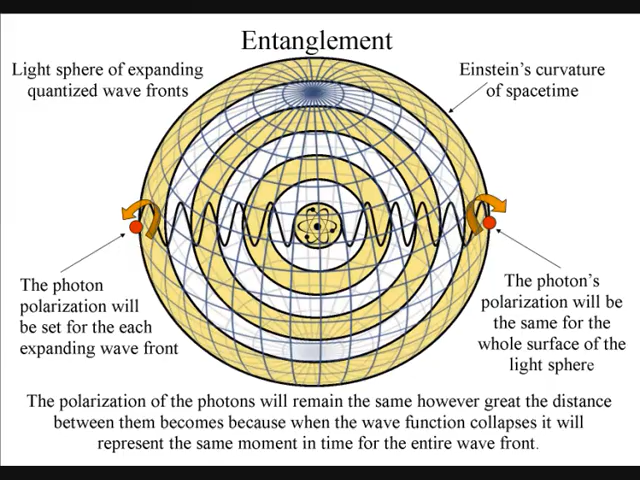 Entanglement
Light sphere of expanding
quantized wave fronts
Einstein's curvature
of spacetime
The photon
polarization will
be set for the each
expanding wave front
The photon's
polarization will be
the same for the
whole surface of the
light sphere
The polarization of the photons will remain the same however great the distance
between them becomes because when the wave function collapses it will
represent the same moment in time for the entire wave front.